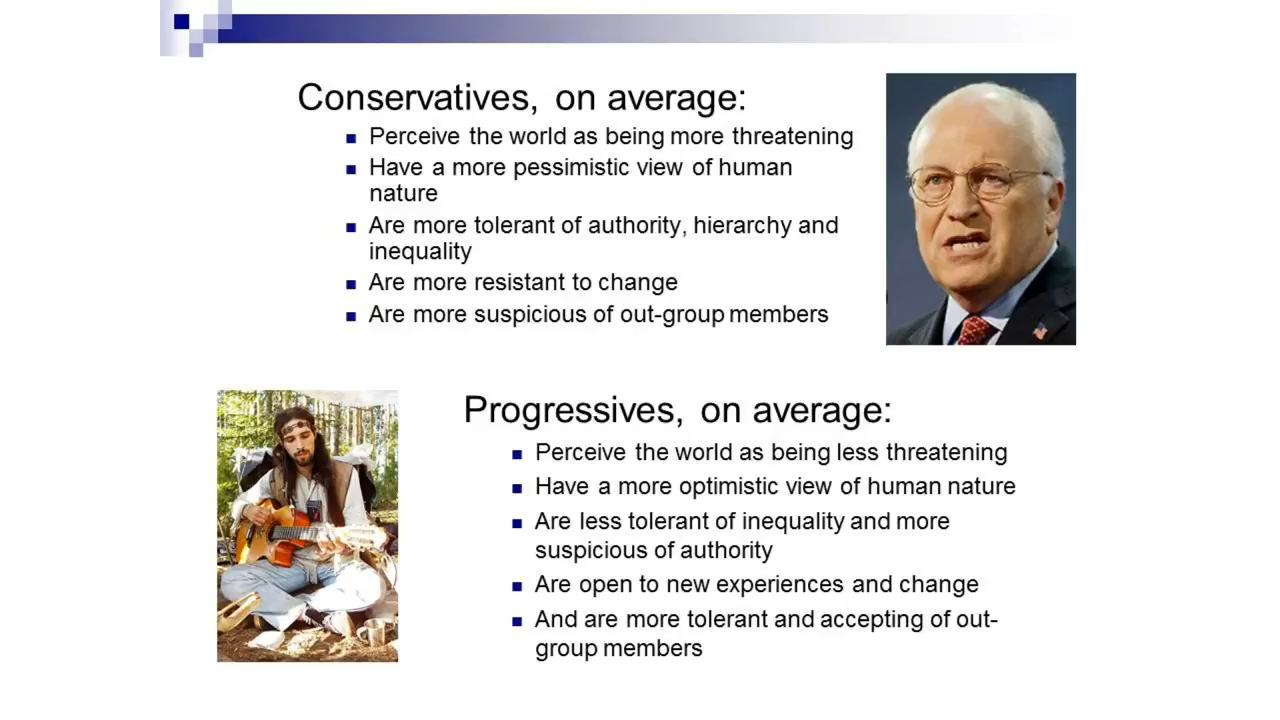 Conservatives, on average:
Perceive the world as being more threatening
Have a more pessimistic view of human
nature
Are more tolerant of authority, hierarchy and
inequality
Are more resistant to change
Are more suspicious of out-group members
Progressives, on average:
Perceive the world as being less threatening
Have a more optimistic view of human nature
Are less tolerant of inequality and more
suspicious of authority
Are open to new experiences and change
And are more tolerant and accepting of out-
group members